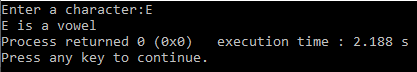 Enter a character:E
E is a vowel
Process returned 0 (0x0)   execution time : 2.188 s
Press any key to continue.